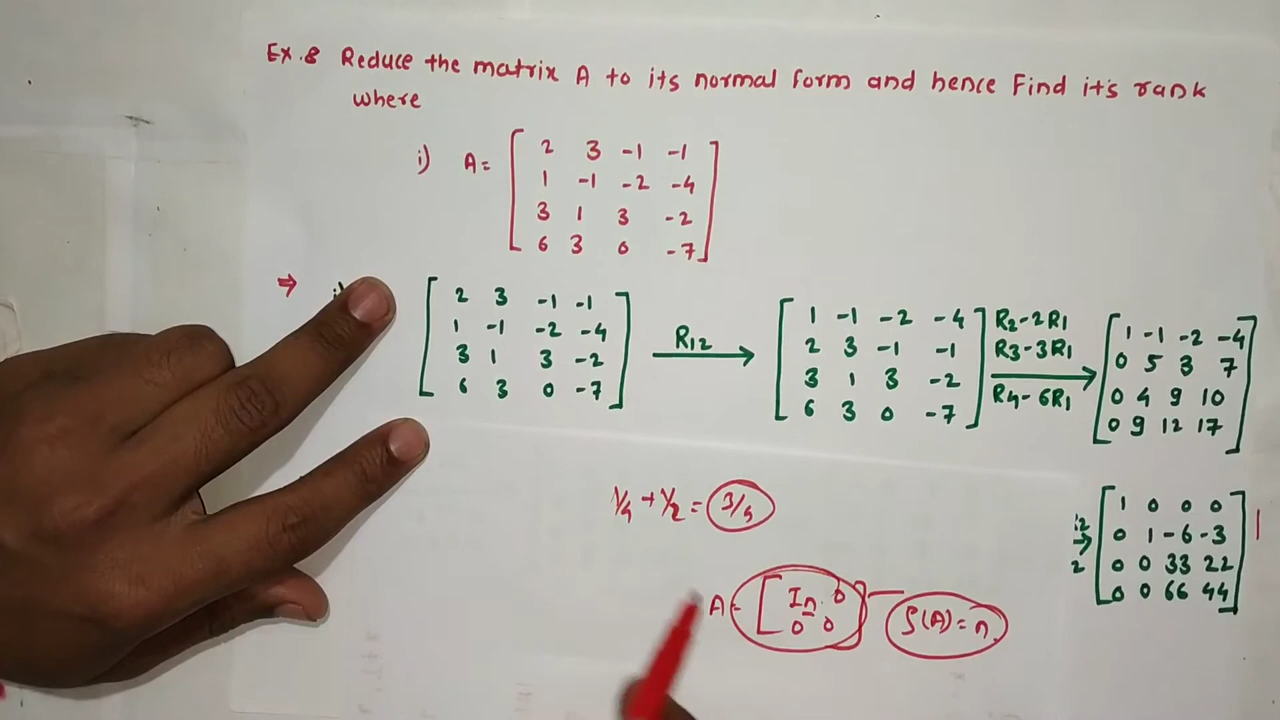 Ex.8 Reduce the matrix A to its normal form and hence Find it's rank
where
i) A=
2 3 -1 -1
1 -1 -2 -4
3 1 3 -2
6 3 0 -7
⇒
2 3 -1 -1
1 -1 -2 -4
3 1 3 -2
6 3 0 -7
R12
1 -1 -2 -4
2 3 -1 -1
3 1 3 -2
6 3 0 -7
R2-2R1
R3-3R1
R4-6R1
1 -1 -2 -4
0 5 3 7
0 4 9 10
0 9 12 17
1/4 + 1/2 = 3/4
1 0 0 0
0 1 -6 -3
0 0 33 22
0 0 66 44
A=
In 0
0 0
ρ(A) = n